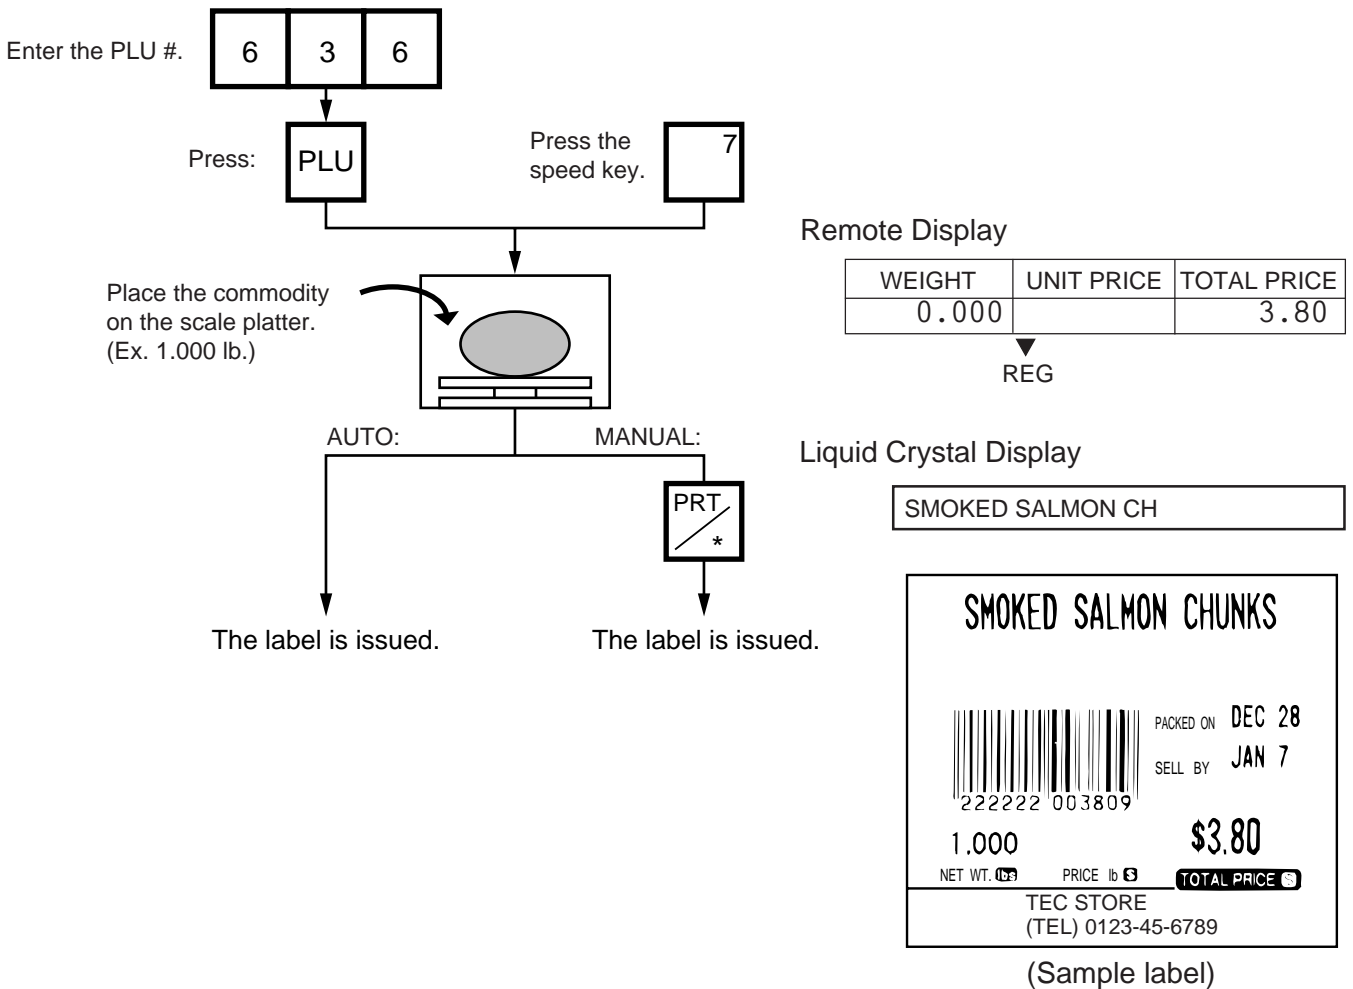 Enter the PLU #.
6 3 6
Press:
PLU
Press the
speed key.
7
Place the commodity
on the scale platter.
(Ex. 1.000 lb.)
AUTO:
MANUAL:
PRT
*
The label is issued.
The label is issued.
Remote Display
WEIGHT UNIT PRICE TOTAL PRICE
0.000 3.80
REG
Liquid Crystal Display
SMOKED SALMON CH
SMOKED SALMON CHUNKS
PACKED ON DEC 28
SELL BY JAN 7
222222 003809
1.000 $3.80
NET WT. lbs PRICE lb $ TOTAL PRICE $
TEC STORE
(TEL) 0123-45-6789
(Sample label)